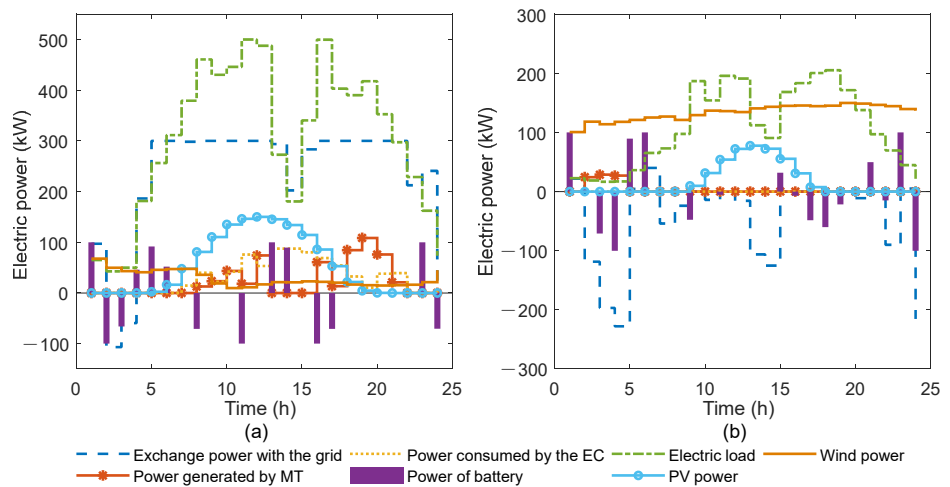 500
400
300
200
100
0
－100
Electric power (kW)
0 5 10 15 20 25
Time (h)
(a)
300
200
100
0
－100
－200
－300
Electric power (kW)
0 5 10 15 20 25
Time (h)
(b)
Exchange power with the grid Power consumed by the EC Electric load Wind power
Power generated by MT Power of battery PV power